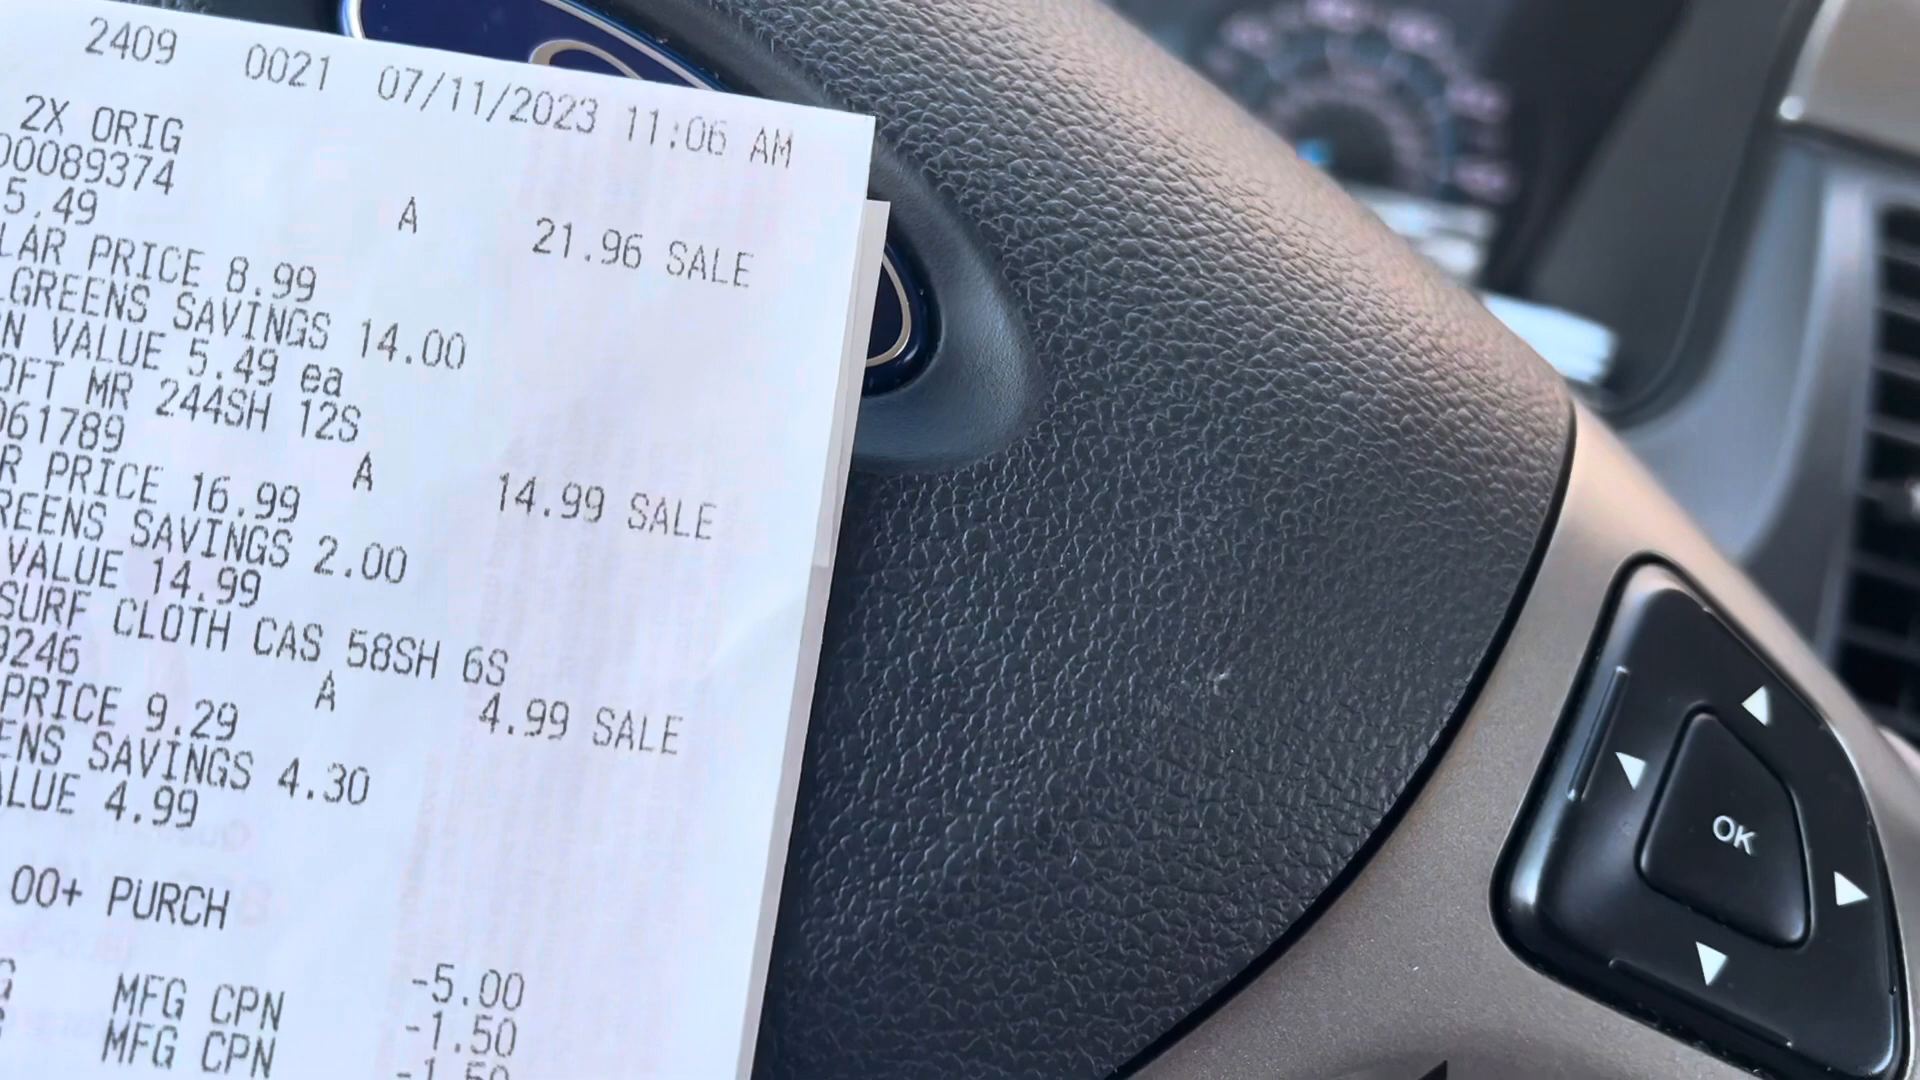 2409 0021 07/11/2023 11:06 AM
2X ORIG
00089374
5.49 A 21.96 SALE
LAR PRICE 8.99
LGREENS SAVINGS 14.00
N VALUE 5.49 ea
OFT MR 244SH 12S
061789
A 14.99 SALE
R PRICE 16.99
REENS SAVINGS 2.00
VALUE 14.99
SURF CLOTH CAS 58SH 6S
9246
A 4.99 SALE
PRICE 9.29
ENS SAVINGS 4.30
ALUE 4.99
00+ PURCH
G MFG CPN -5.00
MFG CPN -1.50
-1.50
OK